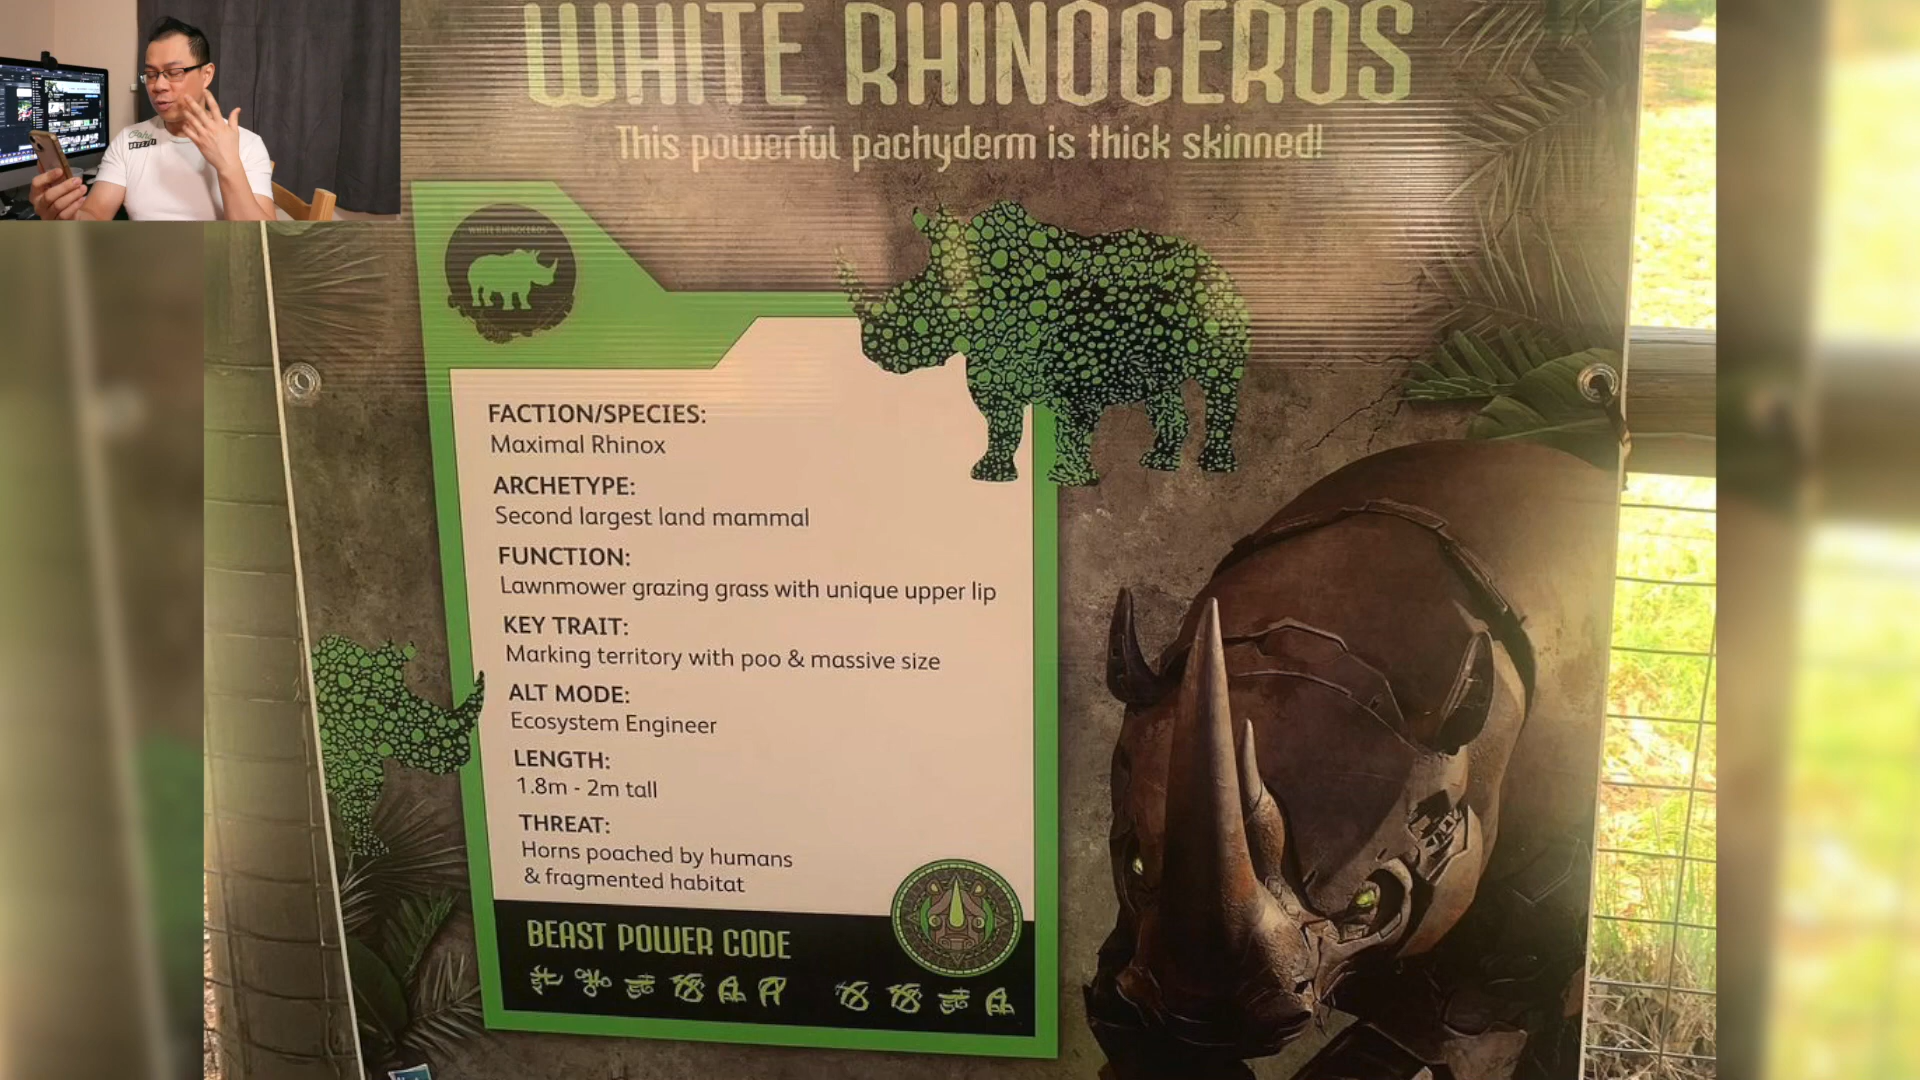 WHITE RHINOCEROS
This powerful pachyderm is thick skinned!
WHITE RHINOCEROS
FACTION/SPECIES:
Maximal Rhinox
ARCHETYPE:
Second largest land mammal
FUNCTION:
Lawnmower grazing grass with unique upper lip
KEY TRAIT:
Marking territory with poo & massive size
ALT MODE:
Ecosystem Engineer
LENGTH:
1.8m - 2m tall
THREAT:
Horns poached by humans
& fragmented habitat
BEAST POWER CODE